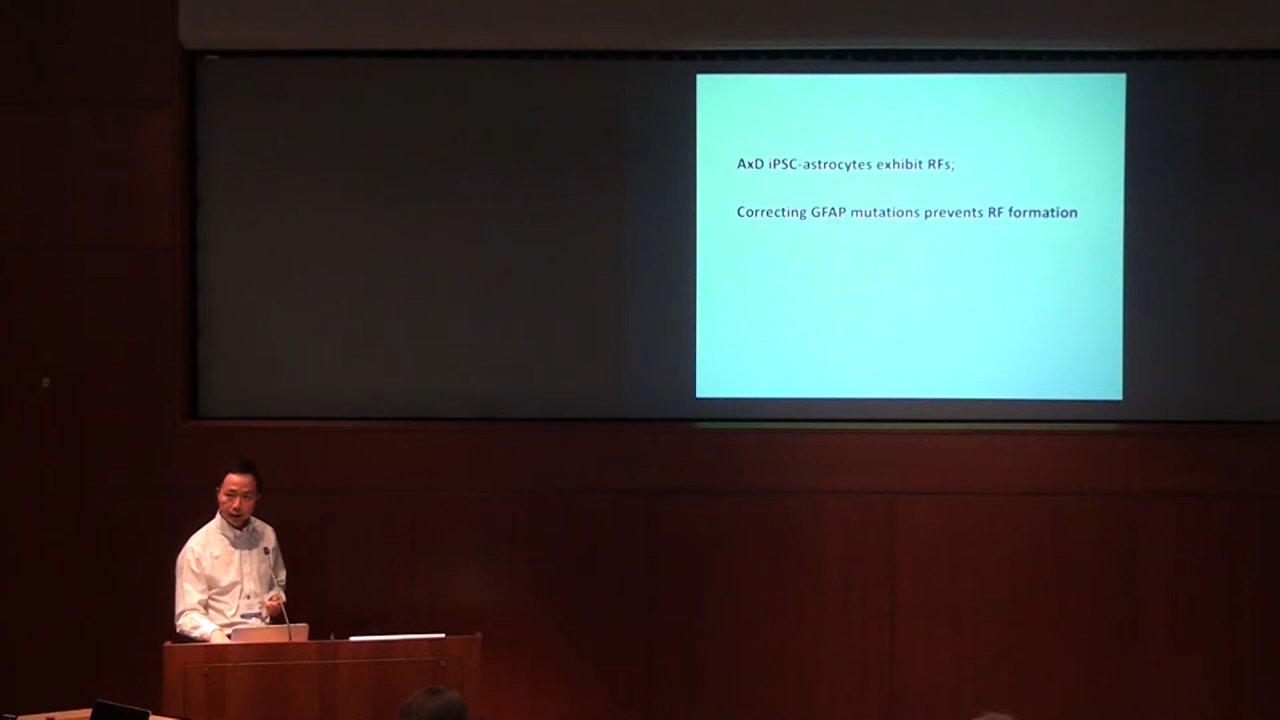 AxD iPSC-astrocytes exhibit RFs;
Correcting GFAP mutations prevents RF formation